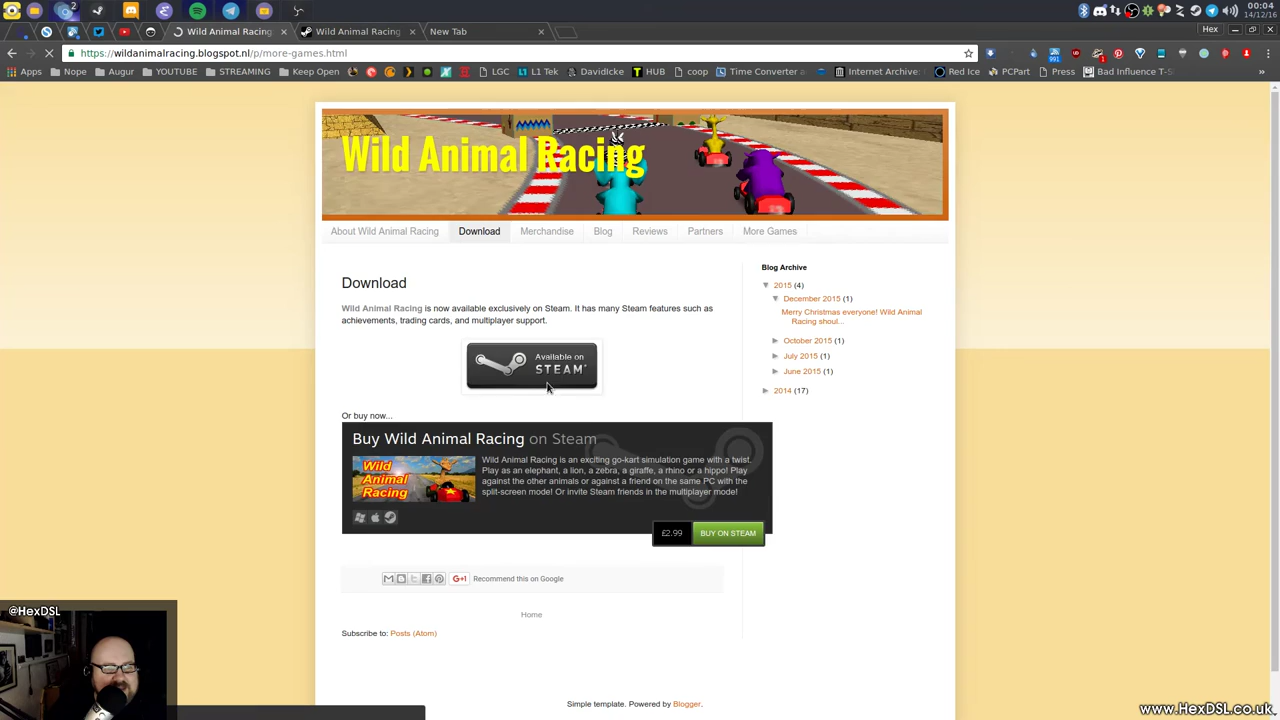 14/12/16
Wild Animal Racing
Wild Animal Racing
New Tab
Hex
https://wildanimalracing.blogspot.nl/p/more-games.html
Apps
Nope
Augur
YOUTUBE
STREAMING
Keep Open
LGC
L1 Tek
DavidIcke
HUB
coop
Time Converter a
Internet Archive:
Red Ice
PCPart
Press
Bad Influence T-S
991
Wild Animal Racing
About Wild Animal Racing
Download
Merchandise
Blog
Reviews
Partners
More Games
Download
Wild Animal Racing is now available exclusively on Steam. It has many Steam features such as
achievements, trading cards, and multiplayer support.
Available on
STEAM
Or buy now...
Buy Wild Animal Racing on Steam
Wild
Animal
Racing
Wild Animal Racing is an exciting go-kart simulation game with a twist.
Play as an elephant, a lion, a zebra, a giraffe, a rhino or a hippo! Play
against the other animals or against a friend on the same PC with the
split-screen mode! Or invite Steam friends in the multiplayer mode!
£2.99
BUY ON STEAM
G+1
Recommend this on Google
Home
Subscribe to: Posts (Atom)
Blog Archive
▼ 2015 (4)
▼ December 2015 (1)
Merry Christmas everyone! Wild Animal
Racing shoul...
► October 2015 (1)
► July 2015 (1)
► June 2015 (1)
► 2014 (17)
Simple template. Powered by Blogger.
@HexDSL
www.HexDSL.co.uk